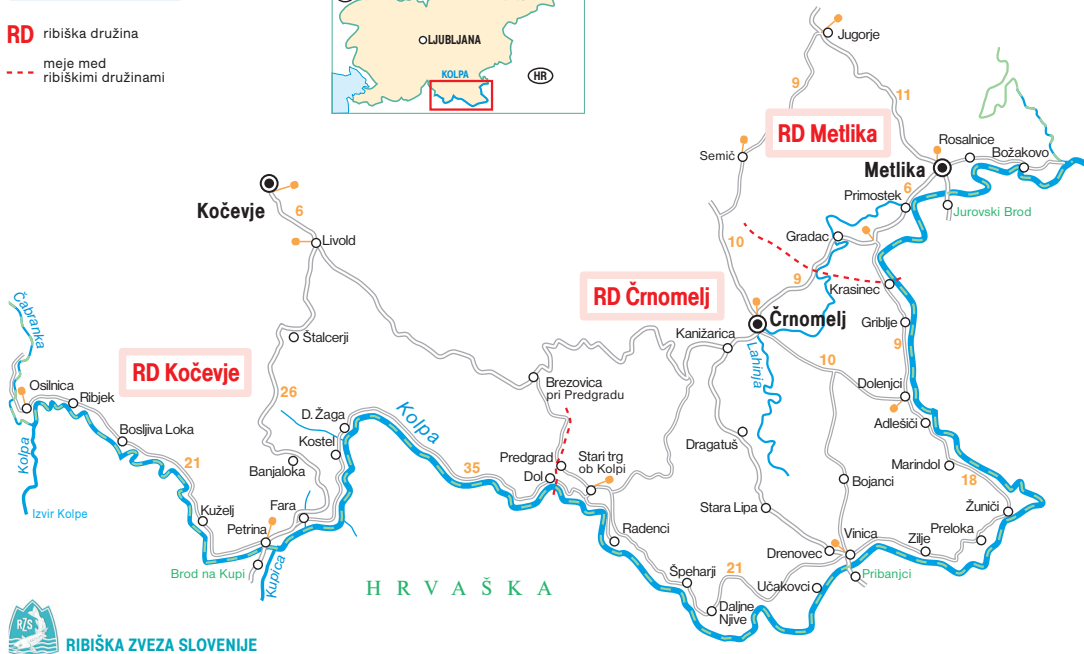 RD ribiška družina
meje med
ribiškimi družinami
LJUBLJANA
KOLPA
HR
Jugorje
9
11
RD Metlika
Semič
Rosalnice
Božakovo
Metlika
6
Primostek
Jurovski Brod
Kočevje
6
Livold
10
Gradac
9
Krasinec
RD Črnomelj
Črnomelj
Griblje
9
Kanižarica
Lahinja
10
Čabranka
Štalcerji
RD Kočevje
26
Osilnica
Ribjek
Brezovica
pri Predgradu
Dolenjci
Adlešiči
D. Žaga
Kolpa
Kostel
Bosljiva Loka
Kolpa
21
Banjaloka
35
Predgrad
Dol
Stari trg
ob Kolpi
Dragatuš
Marindol
18
Bojanci
Izvir Kolpe
Kuželj
Fara
Petrina
Stara Lipa
Žuniči
Radenci
Preloka
Zilje
Vinica
Drenovec
Brod na Kupi
Kupica
HRVAŠKA
Špeharji
21
Učakovci
Pribanjci
Daljne
Njive
RZS
RIBIŠKA ZVEZA SLOVENIJE